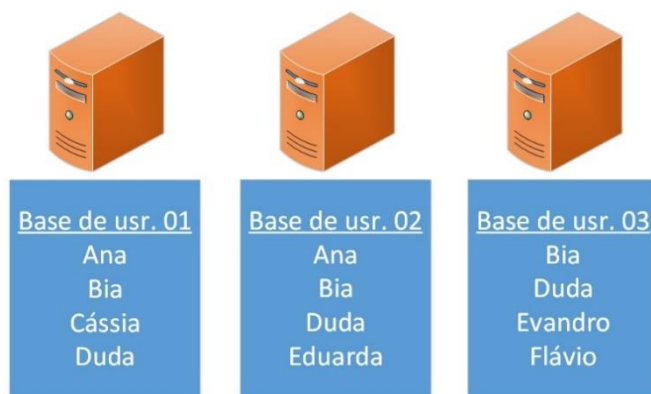 Base de usr. 01
Ana
Bia
Cássia
Duda
Base de usr. 02
Ana
Bia
Duda
Eduarda
Base de usr. 03
Bia
Duda
Evandro
Flávio